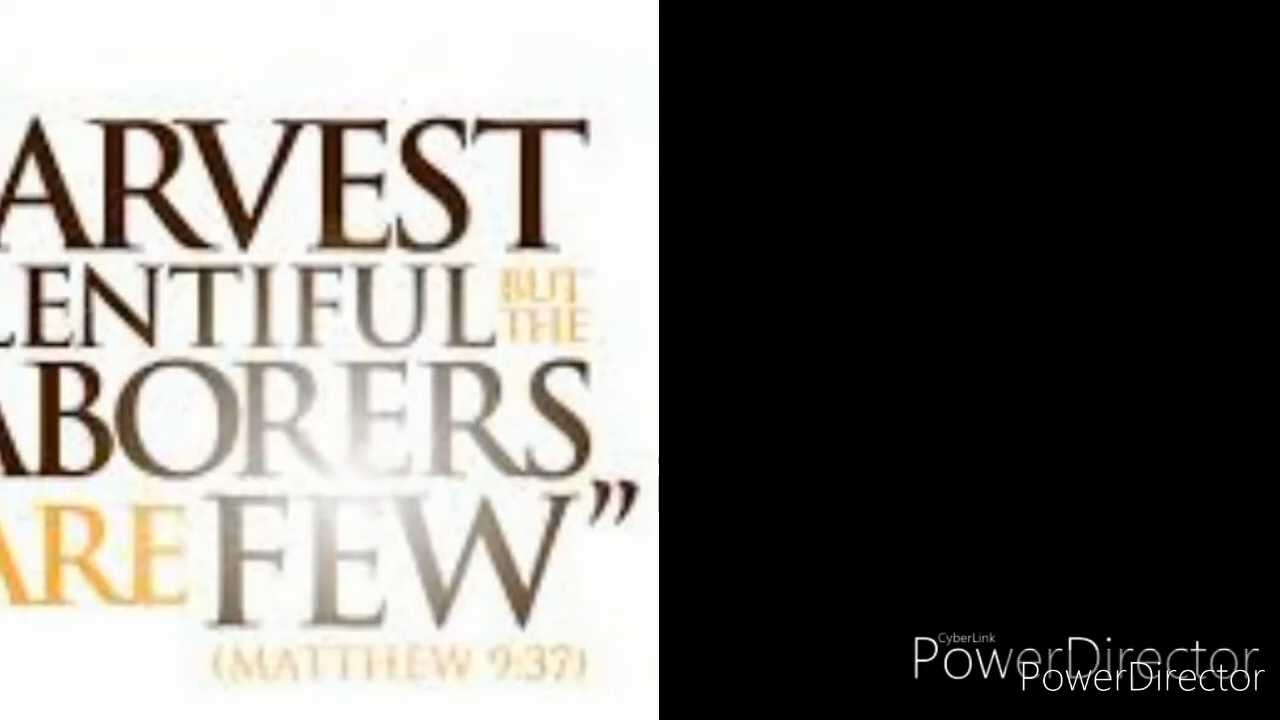 ARVEST
LENTIFUL BUT THE
ABORERS
ARE FEW”
(MATTHEW 9:37)
CyberLink
PowerDirector
PowerDirector